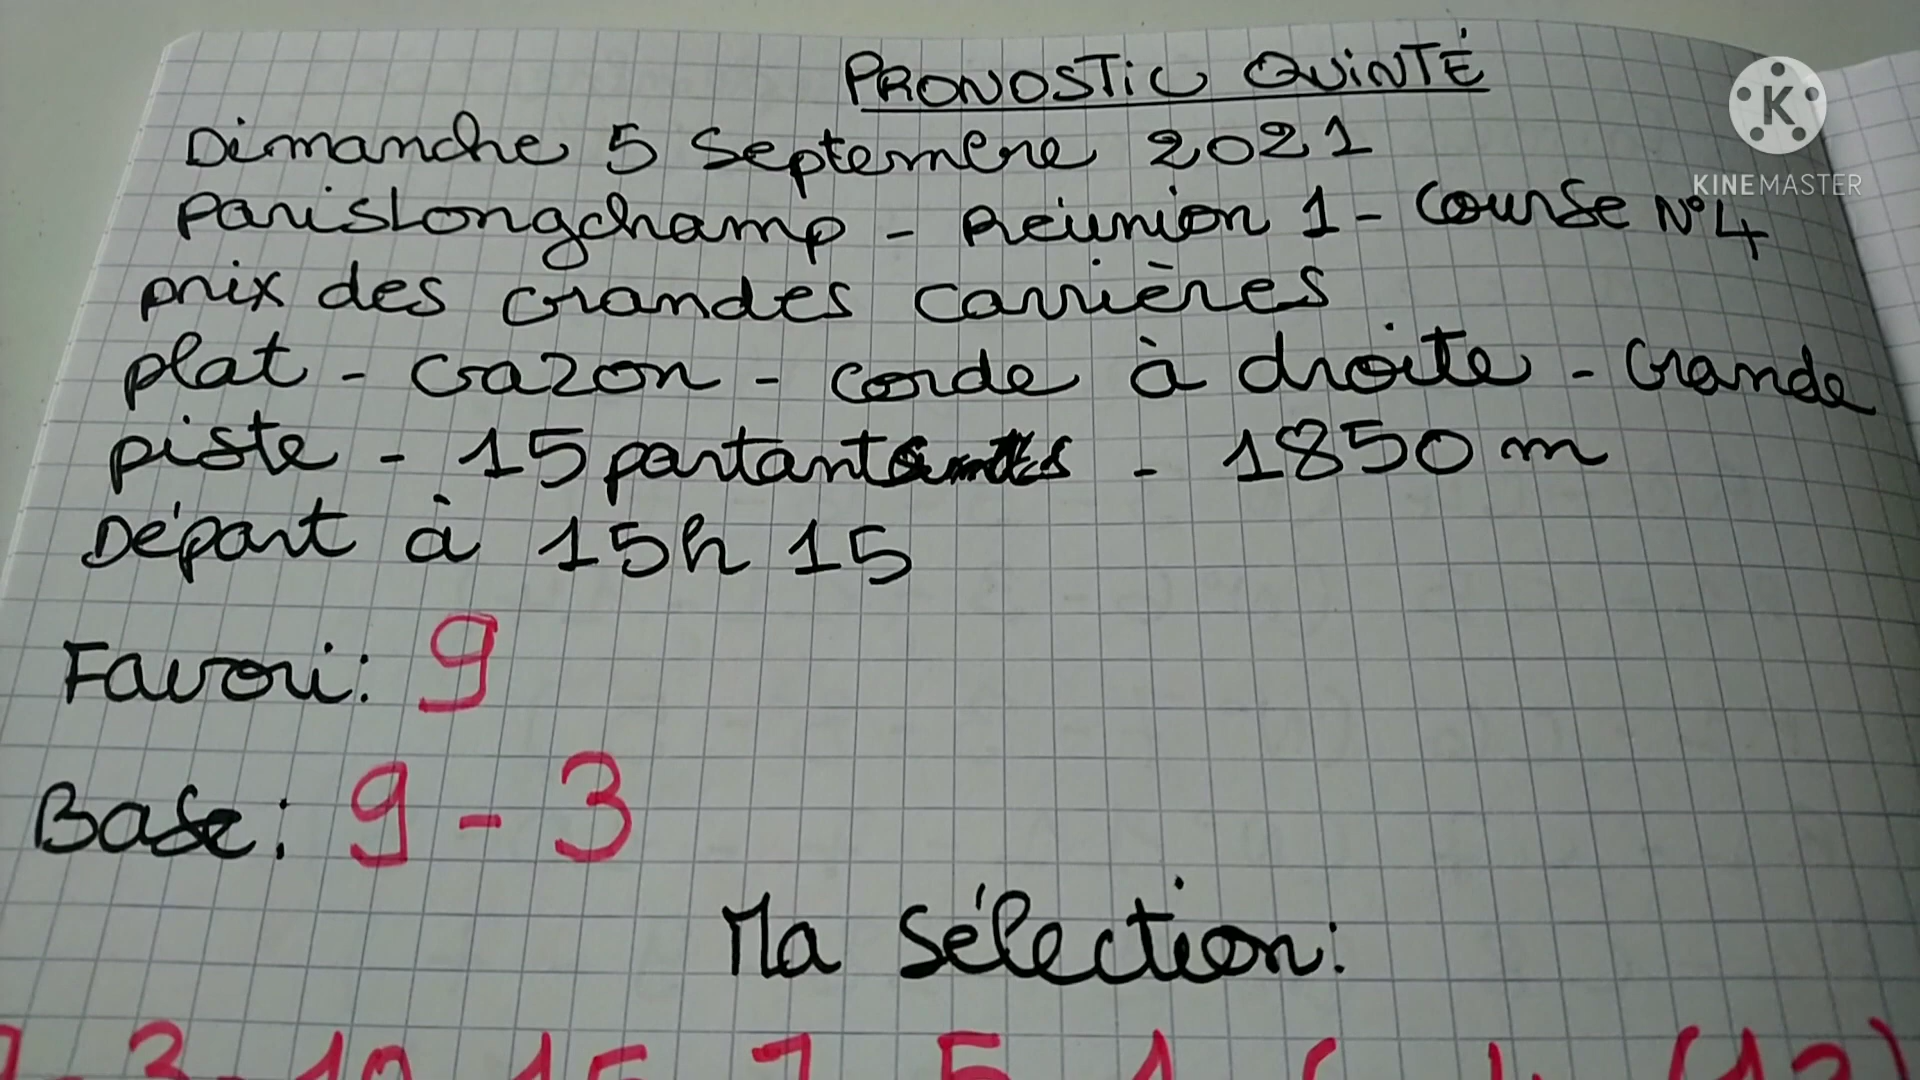 PRONOSTIC QUINTÉ
Dimanche 5 Septembre 2021
ParisLongchamp - Réunion 1 - Course N°4
prix des Grandes Carrières
plat - Gazon - corde à droite - Grande
piste - 15 partants - 1850 m
Départ à 15h 15
Favori: 9
Base: 9 - 3
Ma Sélection:
K
KINEMASTER